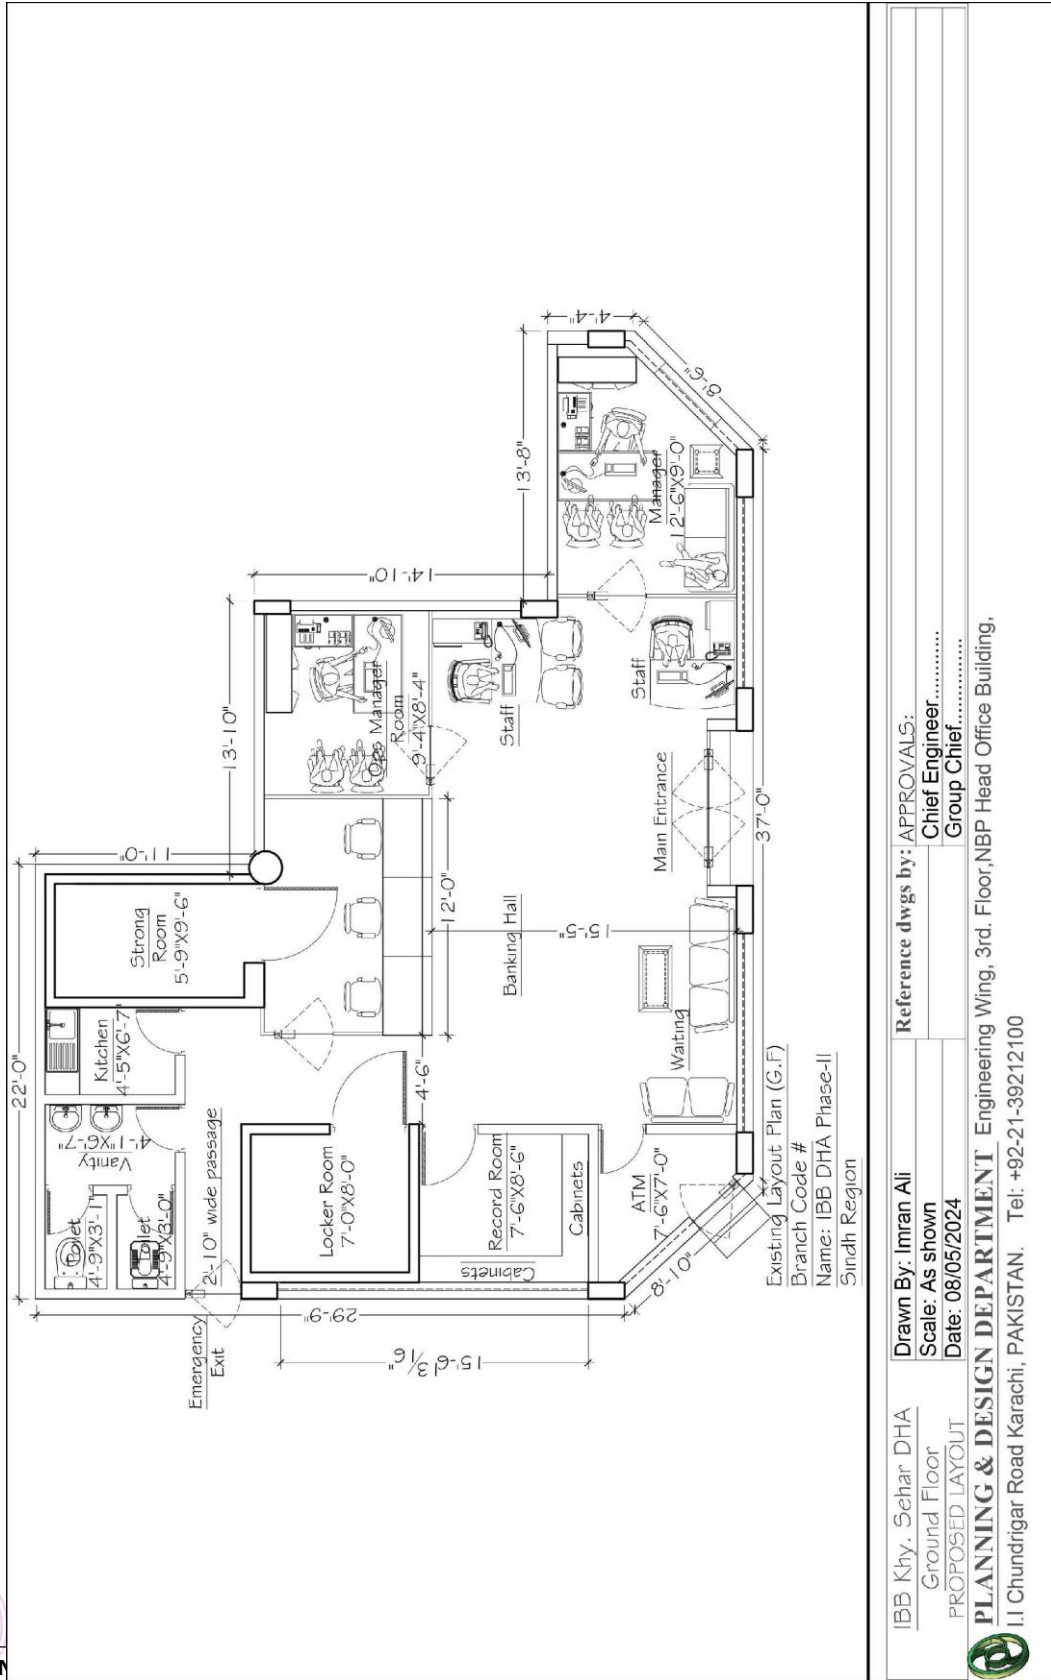 22'-0"
11'-0"
13'-10"
14'-10"
13'-8"
4'-4"
8'-6"
37'-0"
8'-10"
29'-9"
15'-6 3/16"
12'-0"
15'-5"
4'-6"
Toilet
4'-9"X3'-1"
4'-9"X3'-0"
Vanity
4'-1"X6'-7"
Kitchen
4'-5"X6'-7"
Strong
Room
5'-9"X9'-6"
2'-10" wide passage
Emergency
Exit
Locker Room
7'-0"X8'-0"
Record Room
7'-6"X8'-6"
Cabinets
Cabinets
ATM
7'-6"X7'-0"
Waiting
Banking Hall
Main Entrance
Ops Manager
Room
9'-4"X8'-4"
Staff
Staff
Manager
12'-6"X9'-0"
Existing Layout Plan (G.F)
Branch Code #
Name: IBB DHA Phase-II
Sindh Region
IBB Khy. Sehar DHA
Ground Floor
PROPOSED LAYOUT
Drawn By: Imran Ali
Scale: As shown
Date: 08/05/2024
Reference dwgs by:
APPROVALS:
Chief Engineer............
Group Chief...............
PLANNING & DESIGN DEPARTMENT Engineering Wing, 3rd. Floor,NBP Head Office Building,
I.I Chundrigar Road Karachi, PAKISTAN. Tel: +92-21-39212100